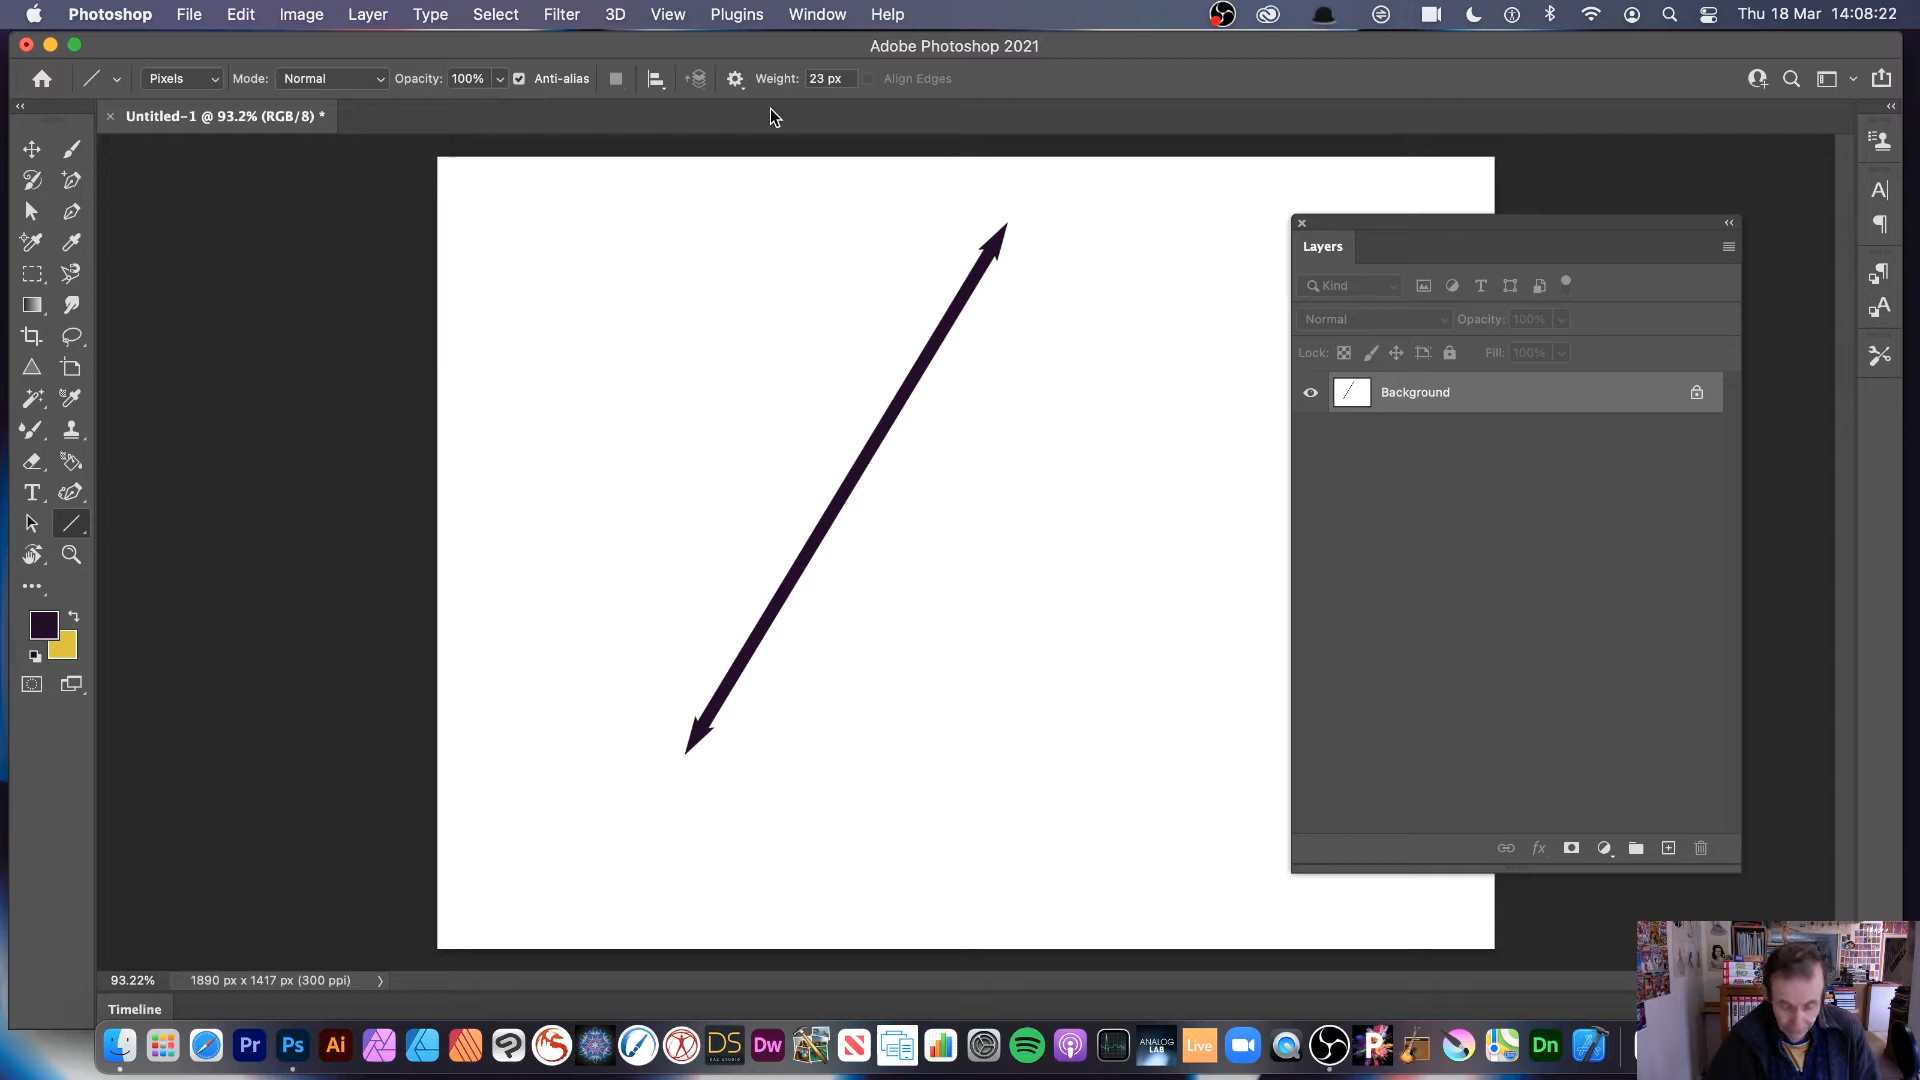 Photoshop File Edit Image Layer Type Select Filter 3D View Plugins Window Help Thu 18 Mar 14:08:22
Adobe Photoshop 2021
Pixels Mode: Normal Opacity: 100% Anti-alias Weight: 23 px Align Edges
Untitled-1 @ 93.2% (RGB/8) *
Layers
Kind
Normal Opacity: 100%
Lock: Fill: 100%
Background
93.22% 1890 px x 1417 px (300 ppi)
Timeline
Pr Ps Ai DS Dw ANALOG LAB Live P Dn